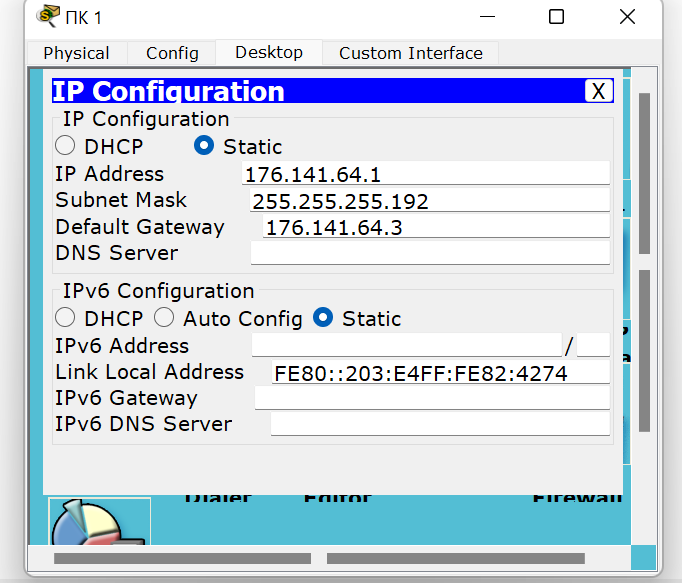 ПК 1
Physical Config Desktop Custom Interface
IP Configuration X
IP Configuration
DHCP Static
IP Address 176.141.64.1
Subnet Mask 255.255.255.192
Default Gateway 176.141.64.3
DNS Server
IPv6 Configuration
DHCP Auto Config Static
IPv6 Address /
Link Local Address FE80::203:E4FF:FE82:4274
IPv6 Gateway
IPv6 DNS Server
Dialer Editor Firewall